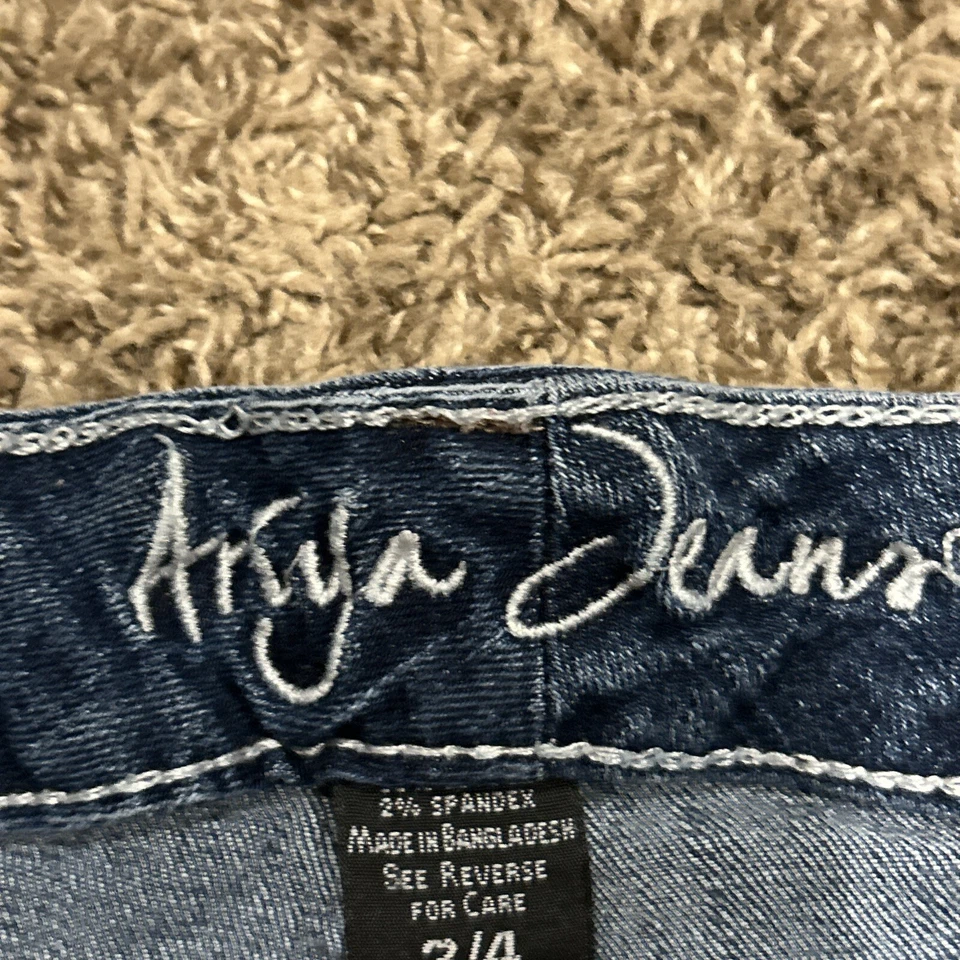 Ariya Jeans
2% SPANDEX
MADE IN BANGLADESH
SEE REVERSE
FOR CARE
3/4